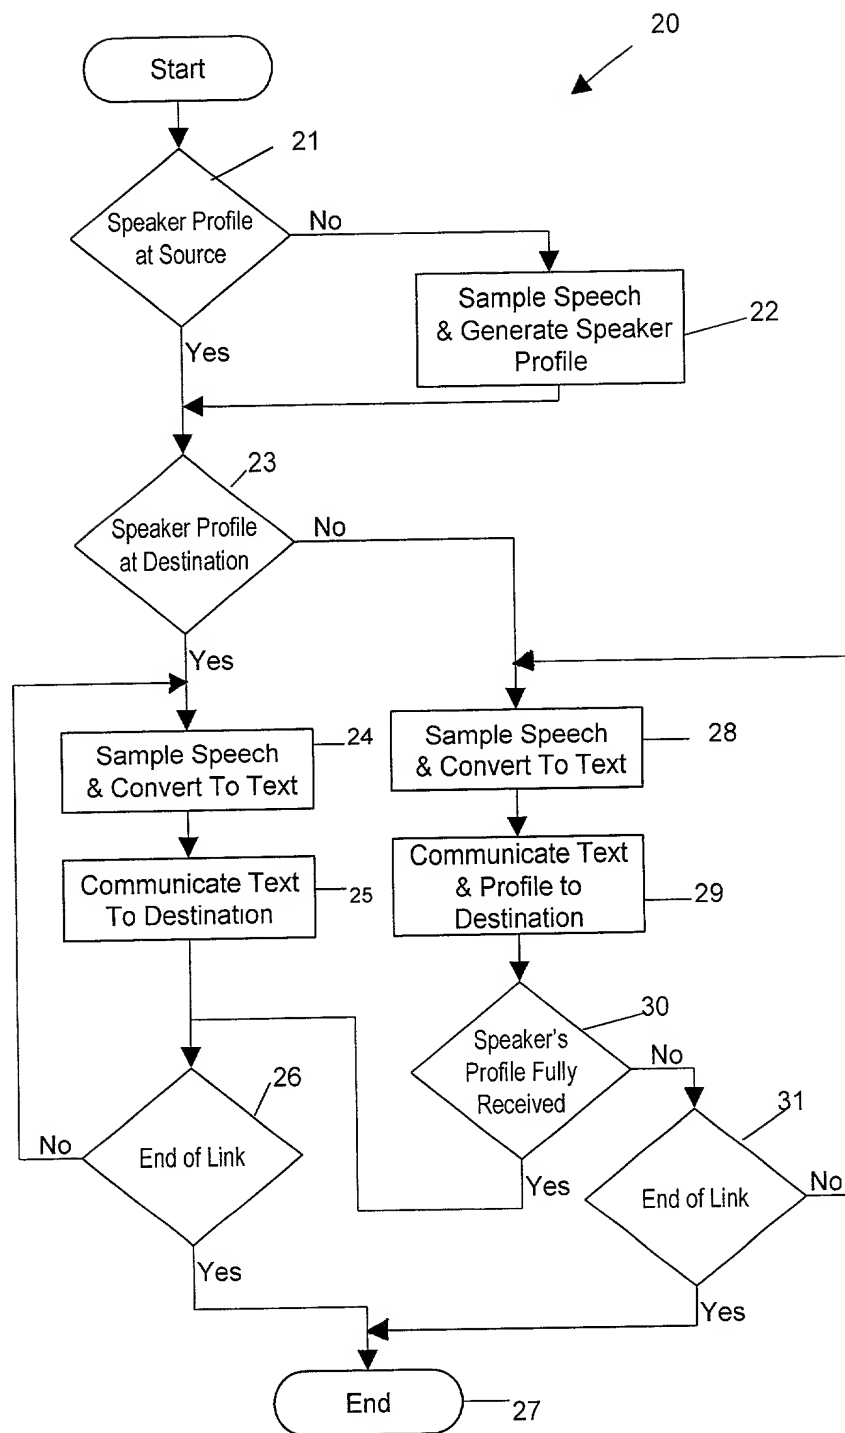 20
Start
21
Speaker Profile
at Source
No
Sample Speech
& Generate Speaker
Profile
22
Yes
23
Speaker Profile
at Destination
No
Yes
Sample Speech
& Convert To Text
24
Sample Speech
& Convert To Text
28
Communicate Text
To Destination
25
Communicate Text
& Profile to
Destination
29
30
Speaker's
Profile Fully
Received
No
26
End of Link
No
31
End of Link
No
Yes
Yes
Yes
End
27